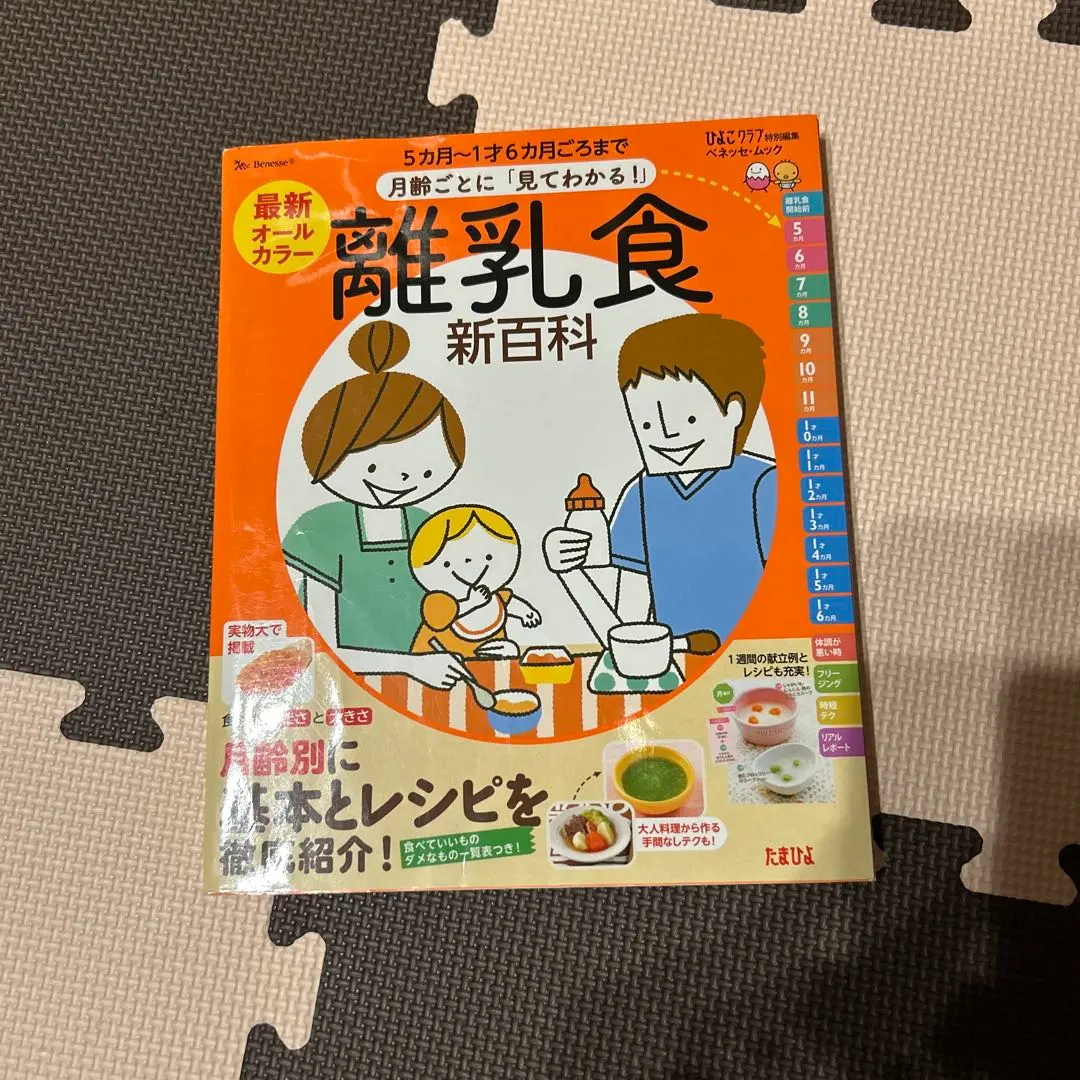 Benesse®
5カ月〜1才6カ月ごろまで
月齢ごとに「見てわかる!」
ひよこクラブ特別編集
ベネッセ・ムック
最新
オール
カラー
離乳食
新百科
離乳食
開始前
5
カ月
6
カ月
7
カ月
8
カ月
9
カ月
10
カ月
11
カ月
1才
0カ月
1才
1カ月
1才
2カ月
1才
3カ月
1才
4カ月
1才
5カ月
1才
6カ月
体調が
悪い時
フリー
ジング
時短
テク
リアル
レポート
実物大で
掲載
と大きさ
月齢別に
基本とレシピを
徹底紹介!
食べていいもの
ダメなもの一覧表つき!
1週間の献立例と
レシピも充実!
大人料理から作る
手間なしテクも!
たまひよ